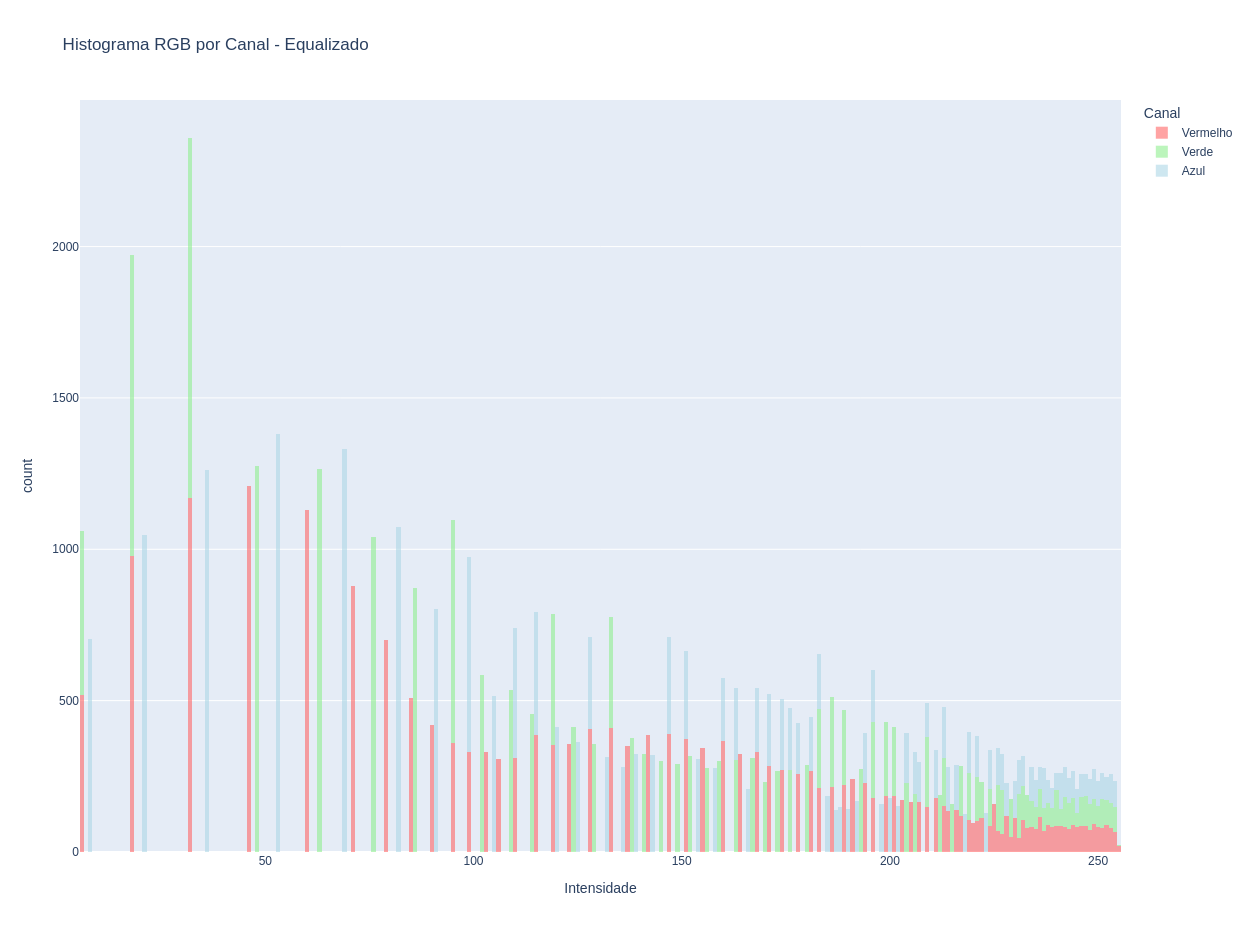 Histograma RGB por Canal - Equalizado
Canal
Vermelho
Verde
Azul
2000
1500
1000
500
0
count
50
100
150
200
250
Intensidade